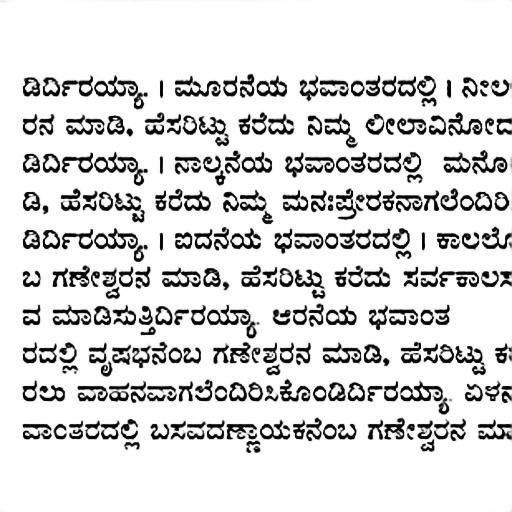 ಡಿರ್ದಿರಯ್ಯಾ. । ಮೂರನೆಯ ಭವಾಂತರದಲ್ಲಿ । ನೀಲ
ರನ ಮಾಡಿ, ಹೆಸರಿಟ್ಟು ಕರೆದು ನಿಮ್ಮ ಲೀಲಾವಿನೋದ
ಡಿರ್ದಿರಯ್ಯಾ. । ನಾಲ್ಕನೆಯ ಭವಾಂತರದಲ್ಲಿ ಮನೊ
ಡಿ, ಹೆಸರಿಟ್ಟು ಕರೆದು ನಿಮ್ಮ ಮನಃಪ್ರೇರಕನಾಗಲೆಂದಿರಿ
ಡಿರ್ದಿರಯ್ಯಾ. । ಐದನೆಯ ಭವಾಂತರದಲ್ಲಿ । ಕಾಲಲೊ
ಬ ಗಣೇಶ್ವರನ ಮಾಡಿ, ಹೆಸರಿಟ್ಟು ಕರೆದು ಸರ್ವಕಾಲಸ
ವ ಮಾಡಿಸುತ್ತಿರ್ದಿರಯ್ಯಾ. ಆರನೆಯ ಭವಾಂತ
ರದಲ್ಲಿ ವೃಷಭನೆಂಬ ಗಣೇಶ್ವರನ ಮಾಡಿ, ಹೆಸರಿಟ್ಟು ಕ
ರಲು ವಾಹನವಾಗಲೆಂದಿರಿಸಿಕೊಂಡಿರ್ದಿರಯ್ಯಾ. ಏಳನ
ವಾಂತರದಲ್ಲಿ ಬಸವದಣ್ಣಾಯಕನೆಂಬ ಗಣೇಶ್ವರನ ಮಾ